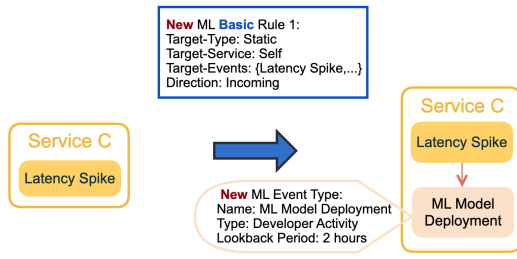 New ML Basic Rule 1:
Target-Type: Static
Target-Service: Self
Target-Events: {Latency Spike,...}
Direction: Incoming
Service C
Latency Spike
Service C
Latency Spike
ML Model
Deployment
New ML Event Type:
Name: ML Model Deployment
Type: Developer Activity
Lookback Period: 2 hours